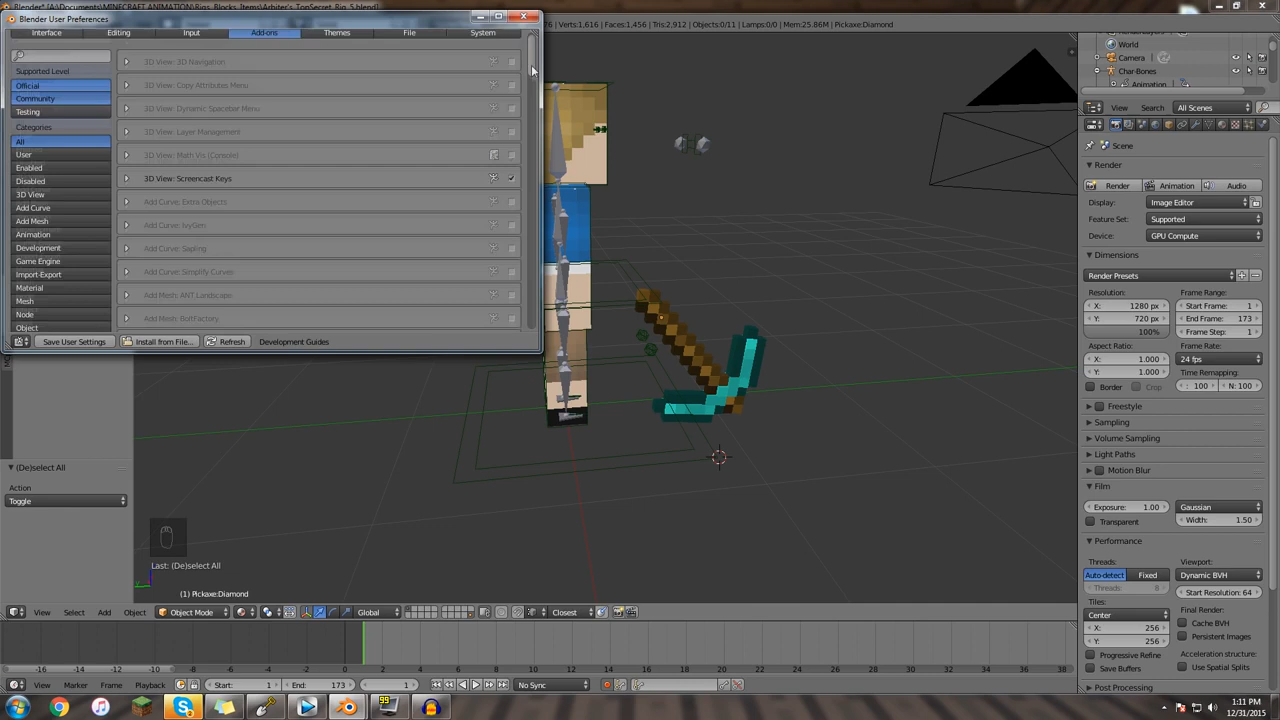 Blender* [A:\Documents\MINECRAFT ANIMATION\Rigs, Blocks, Items\Arbiter's_TopSecret_Rig_5.blend]
Blender User Preferences
76 | Verts:1,616 | Faces:1,456 | Tris:2,912 | Objects:0/11 | Lamps:0/0 | Mem:25.86M | Pickaxe:Diamond
Interface Editing Input Add-ons Themes File System
Supported Level
Official
Community
Testing
Categories
All
User
Enabled
Disabled
3D View
Add Curve
Add Mesh
Animation
Development
Game Engine
Import-Export
Material
Mesh
Node
Object
3D View: 3D Navigation
3D View: Copy Attributes Menu
3D View: Dynamic Spacebar Menu
3D View: Layer Management
3D View: Math Vis (Console)
3D View: Screencast Keys
Add Curve: Extra Objects
Add Curve: IvyGen
Add Curve: Sapling
Add Curve: Simplify Curves
Add Mesh: ANT Landscape
Add Mesh: BoltFactory
Save User Settings Install from File... Refresh Development Guides
World
Camera
Char-Bones
Animation
View Search All Scenes
Scene
Render
Render Animation Audio
Display: Image Editor
Feature Set: Supported
Device: GPU Compute
Dimensions
Render Presets
Resolution: Frame Range:
X: 1280 px Start Frame: 1
Y: 720 px End Frame: 173
100% Frame Step: 1
Aspect Ratio: Frame Rate:
X: 1.000 24 fps
Y: 1.000 Time Remapping:
Border Crop : 100 N: 100
Freestyle
Sampling
Volume Sampling
Light Paths
Motion Blur
Film
Exposure: 1.00 Gaussian
Transparent Width: 1.50
Performance
Threads: Viewport:
Auto-detect Fixed Dynamic BVH
Threads: 8 Start Resolution: 64
Tiles: Final Render:
Center Cache BVH
X: 256 Persistent Images
Y: 256 Acceleration structure:
Progressive Refine Use Spatial Splits
Save Buffers
Post Processing
(De)select All
Action
Toggle
Last: (De)select All
(1) Pickaxe:Diamond
View Select Add Object Object Mode Global Closest
-16 -14 -12 -10 -8 -6 -4 -2 0 2 4 6 8 10 12 14 16 18 20 22 24 26 28 30 32 34 36 38
View Marker Frame Playback Start: 1 End: 173 1 No Sync
99
1:11 PM
12/31/2015